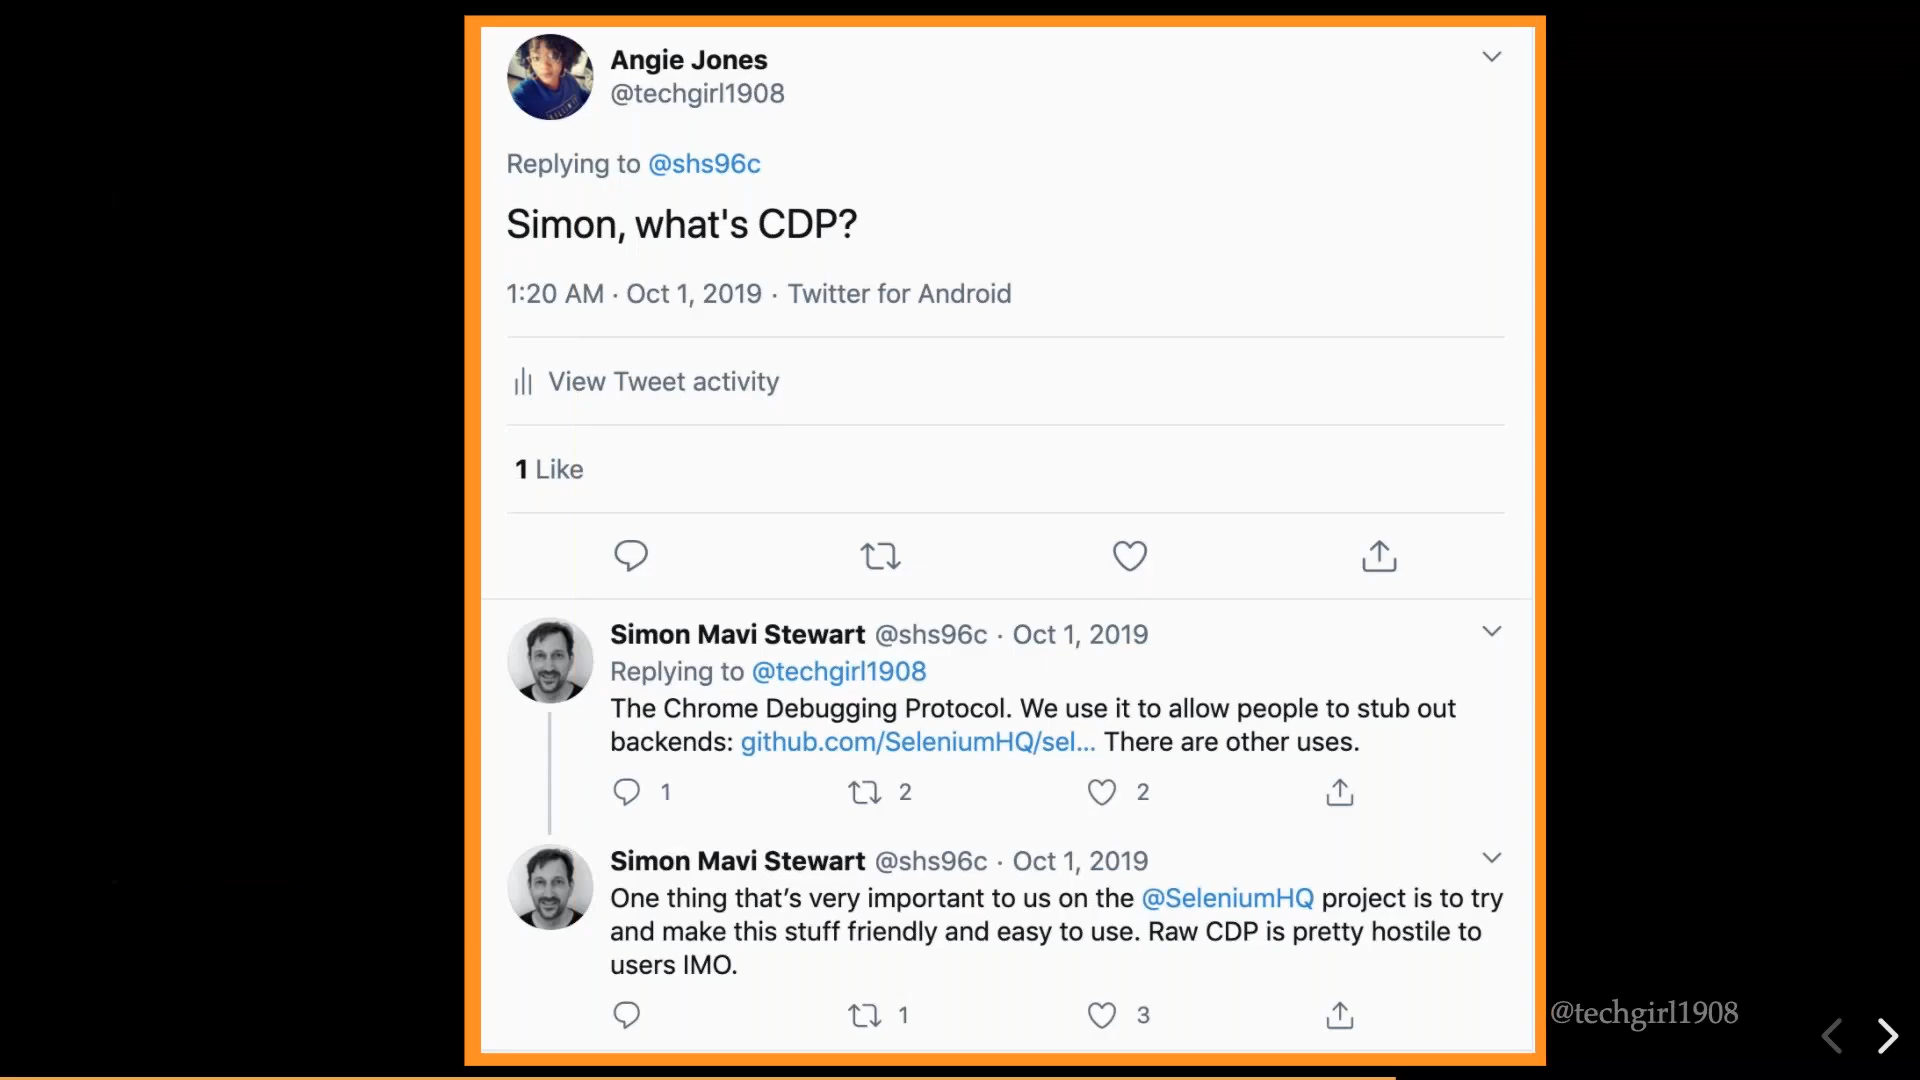 Angie Jones
@techgirl1908
Replying to @shs96c
Simon, what's CDP?
1:20 AM · Oct 1, 2019 · Twitter for Android
View Tweet activity
1 Like
Simon Mavi Stewart @shs96c · Oct 1, 2019
Replying to @techgirl1908
The Chrome Debugging Protocol. We use it to allow people to stub out
backends: github.com/SeleniumHQ/sel... There are other uses.
1 2 2
Simon Mavi Stewart @shs96c · Oct 1, 2019
One thing that’s very important to us on the @SeleniumHQ project is to try
and make this stuff friendly and easy to use. Raw CDP is pretty hostile to
users IMO.
1 3
@techgirl1908